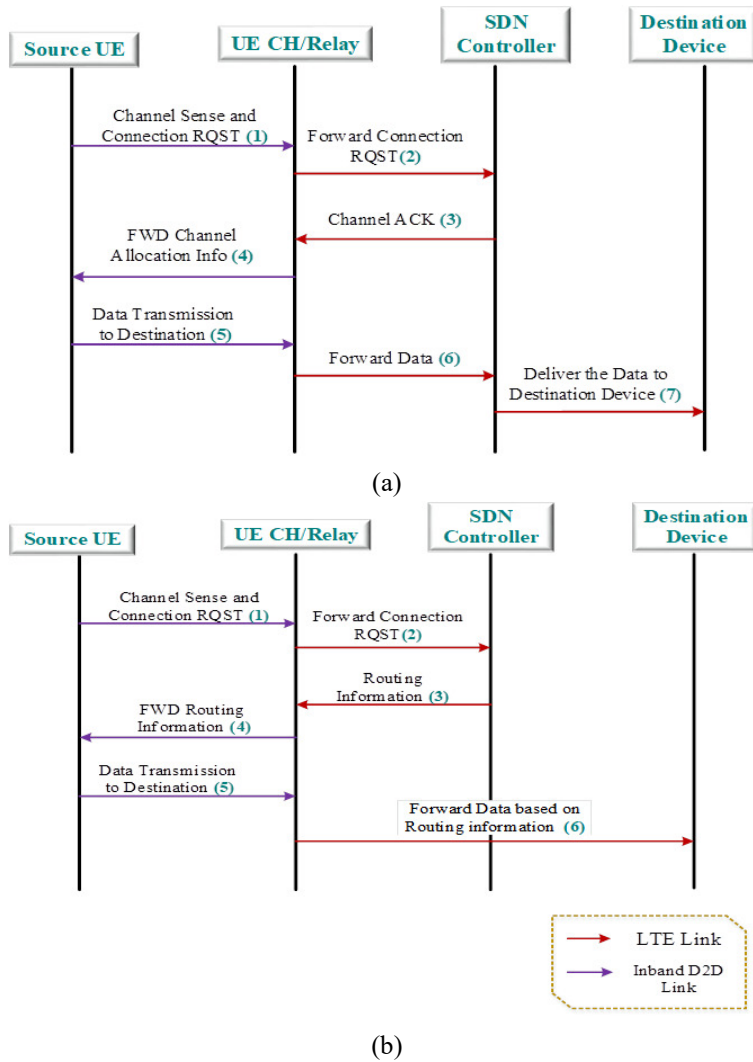 Source UE
UE CH/Relay
SDN
Controller
Destination
Device
Channel Sense and
Connection RQST (1)
Forward Connection
RQST(2)
Channel ACK (3)
FWD Channel
Allocation Info (4)
Data Transmission
to Destination (5)
Forward Data (6)
Deliver the Data to
Destination Device (7)
(a)
Source UE
UE CH/Relay
SDN
Controller
Destination
Device
Channel Sense and
Connection RQST (1)
Forward Connection
RQST(2)
Routing
Information (3)
FWD Routing
Information (4)
Data Transmission
to Destination (5)
Forward Data based on
Routing information (6)
LTE Link
Inband D2D
Link
(b)